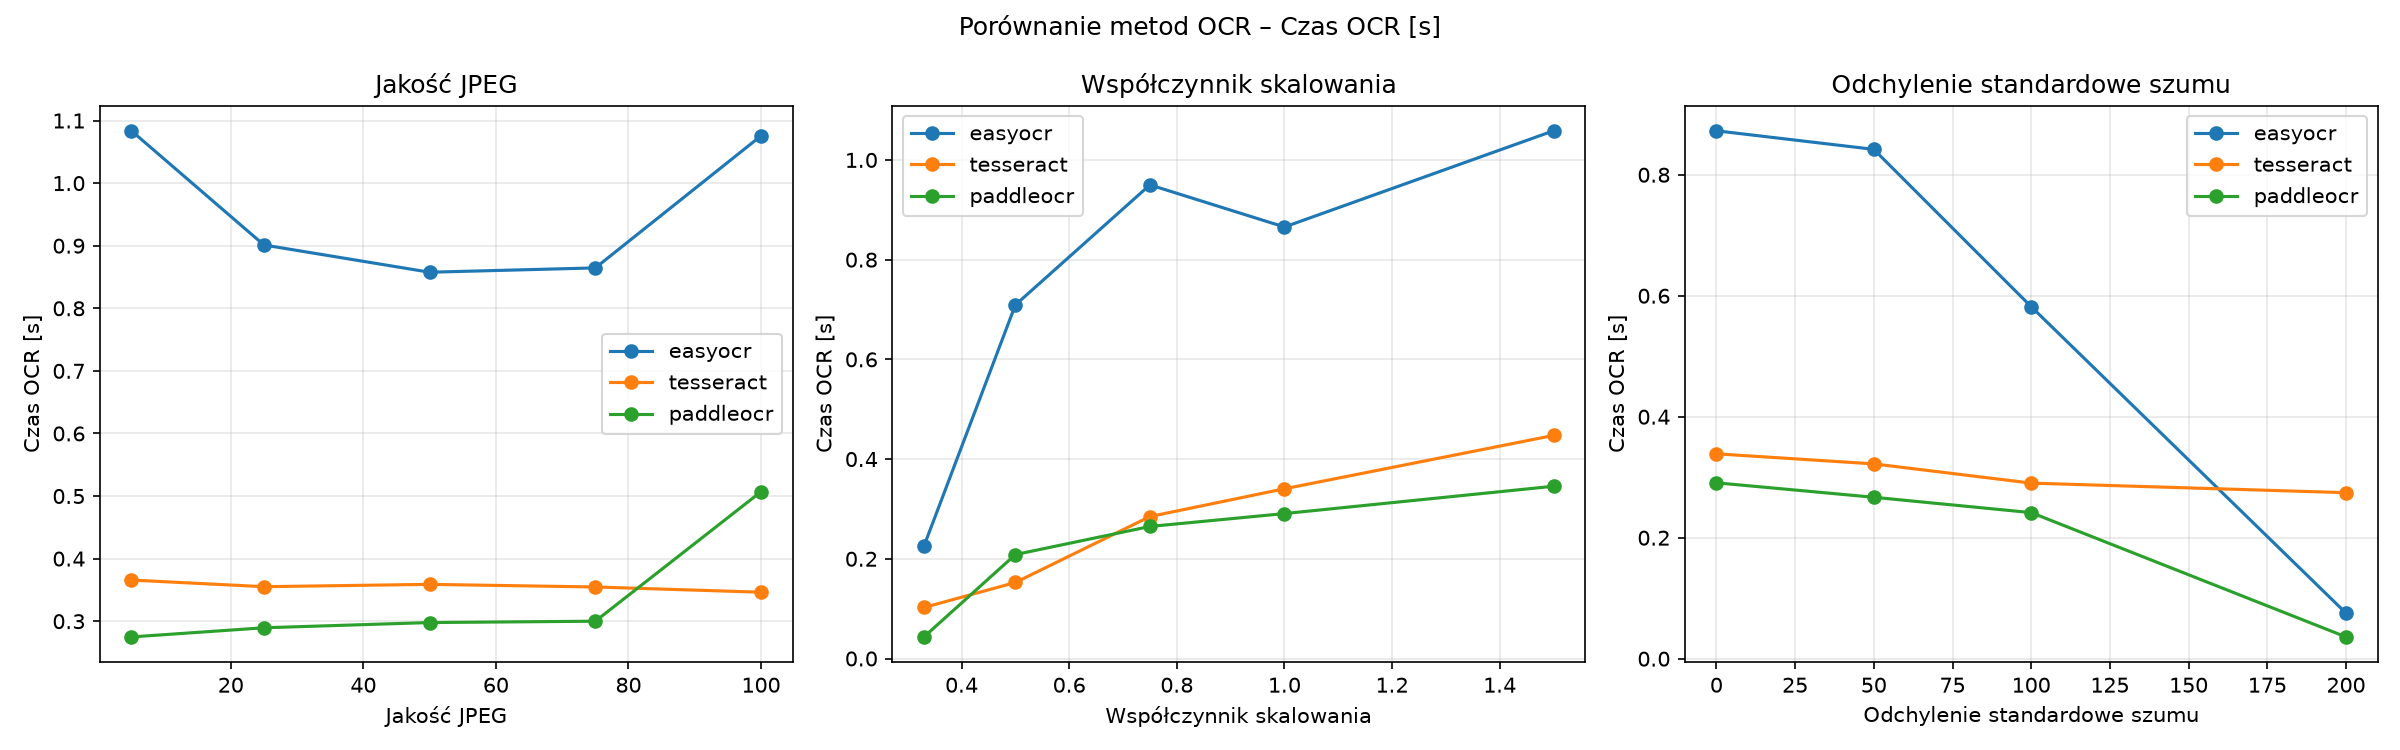 Porównanie metod OCR – Czas OCR [s]
Jakość JPEG
1.1
1.0
0.9
0.8
0.7
0.6
0.5
0.4
0.3
Czas OCR [s]
easyocr
tesseract
paddleocr
20 40 60 80 100
Jakość JPEG
Współczynnik skalowania
1.0
0.8
0.6
0.4
0.2
0.0
Czas OCR [s]
easyocr
tesseract
paddleocr
0.4 0.6 0.8 1.0 1.2 1.4
Współczynnik skalowania
Odchylenie standardowe szumu
0.8
0.6
0.4
0.2
0.0
Czas OCR [s]
easyocr
tesseract
paddleocr
0 25 50 75 100 125 150 175 200
Odchylenie standardowe szumu